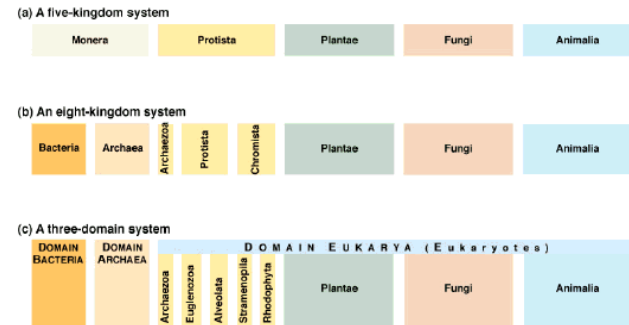 (a) A five-kingdom system
Monera Protista Plantae Fungi Animalia
(b) An eight-kingdom system
Bacteria Archaea Archaezoa Protista Chromista Plantae Fungi Animalia
(c) A three-domain system
DOMAIN BACTERIA
DOMAIN ARCHAEA
DOMAIN EUKARYA (Eukaryotes)
Archaezoa Euglenozoa Alveolata Stramenopila Rhodophyta Plantae Fungi Animalia